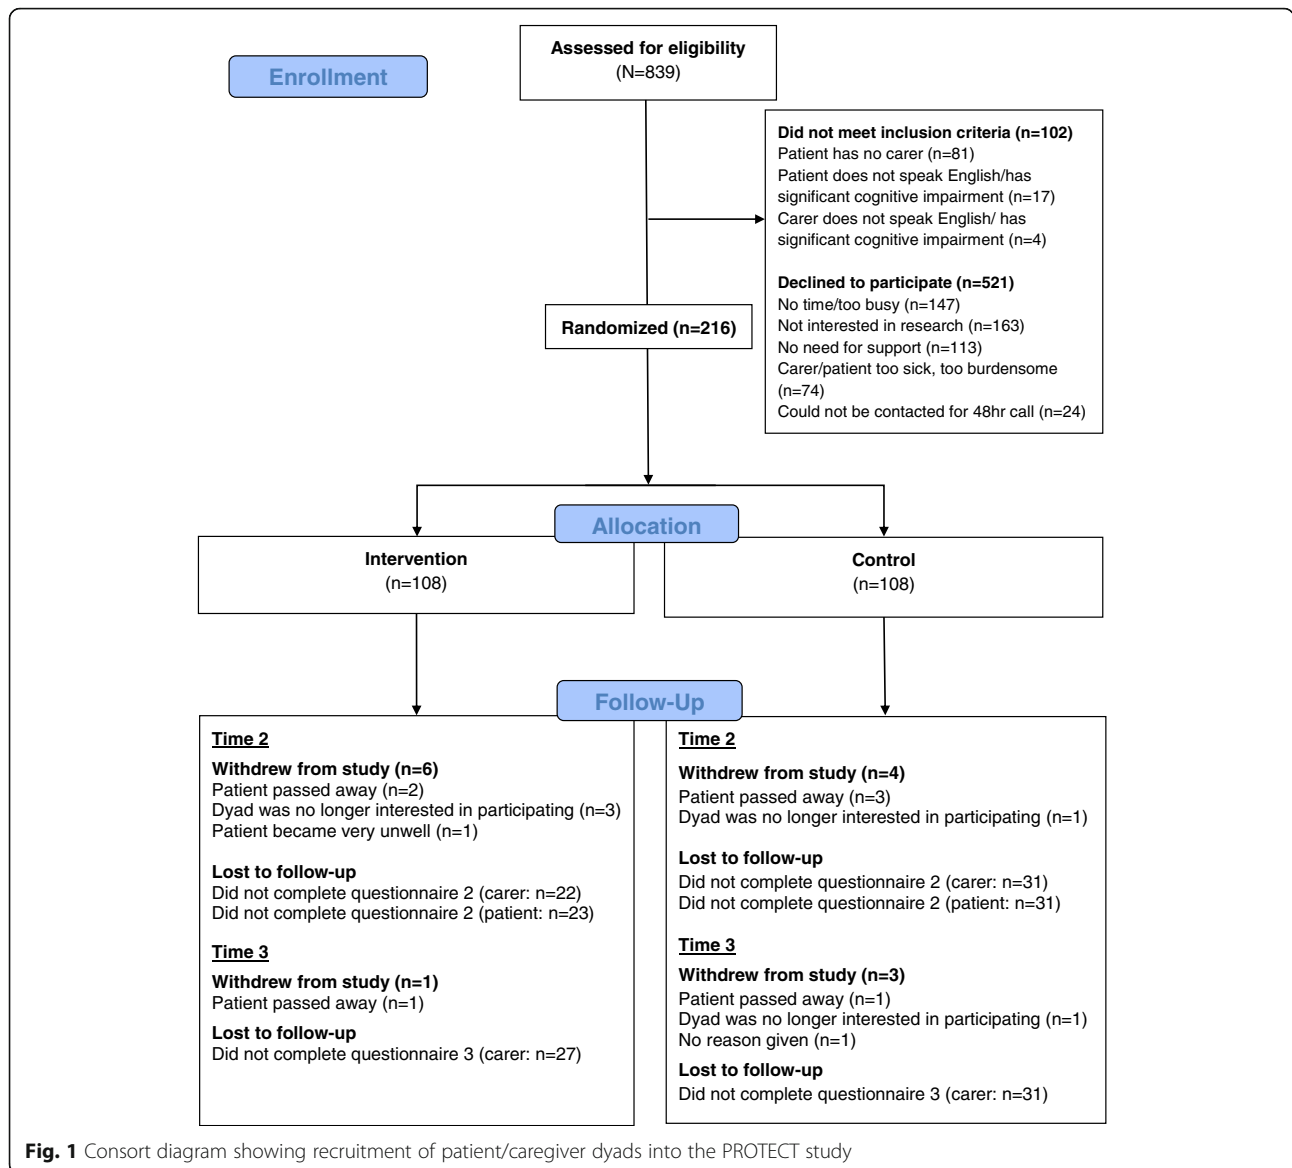 Enrollment
Assessed for eligibility
(N=839)
Did not meet inclusion criteria (n=102)
Patient has no carer (n=81)
Patient does not speak English/has
significant cognitive impairment (n=17)
Carer does not speak English/ has
significant cognitive impairment (n=4)
Declined to participate (n=521)
No time/too busy (n=147)
Not interested in research (n=163)
No need for support (n=113)
Carer/patient too sick, too burdensome
(n=74)
Could not be contacted for 48hr call (n=24)
Randomized (n=216)
Allocation
Intervention
(n=108)
Control
(n=108)
Follow-Up
Time 2
Withdrew from study (n=6)
Patient passed away (n=2)
Dyad was no longer interested in participating (n=3)
Patient became very unwell (n=1)
Lost to follow-up
Did not complete questionnaire 2 (carer: n=22)
Did not complete questionnaire 2 (patient: n=23)
Time 3
Withdrew from study (n=1)
Patient passed away (n=1)
Lost to follow-up
Did not complete questionnaire 3 (carer: n=27)
Time 2
Withdrew from study (n=4)
Patient passed away (n=3)
Dyad was no longer interested in participating (n=1)
Lost to follow-up
Did not complete questionnaire 2 (carer: n=31)
Did not complete questionnaire 2 (patient: n=31)
Time 3
Withdrew from study (n=3)
Patient passed away (n=1)
Dyad was no longer interested in participating (n=1)
No reason given (n=1)
Lost to follow-up
Did not complete questionnaire 3 (carer: n=31)
Fig. 1 Consort diagram showing recruitment of patient/caregiver dyads into the PROTECT study